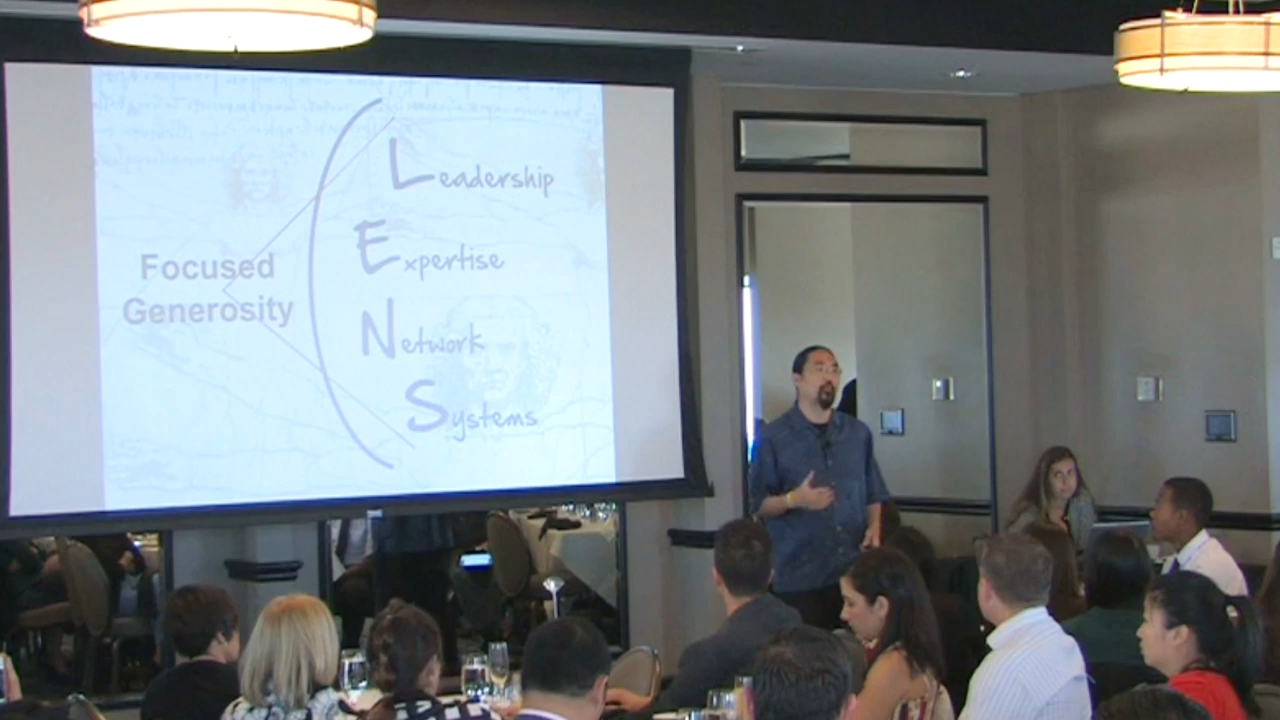 Leadership
Expertise
Focused
Generosity
Network
Systems